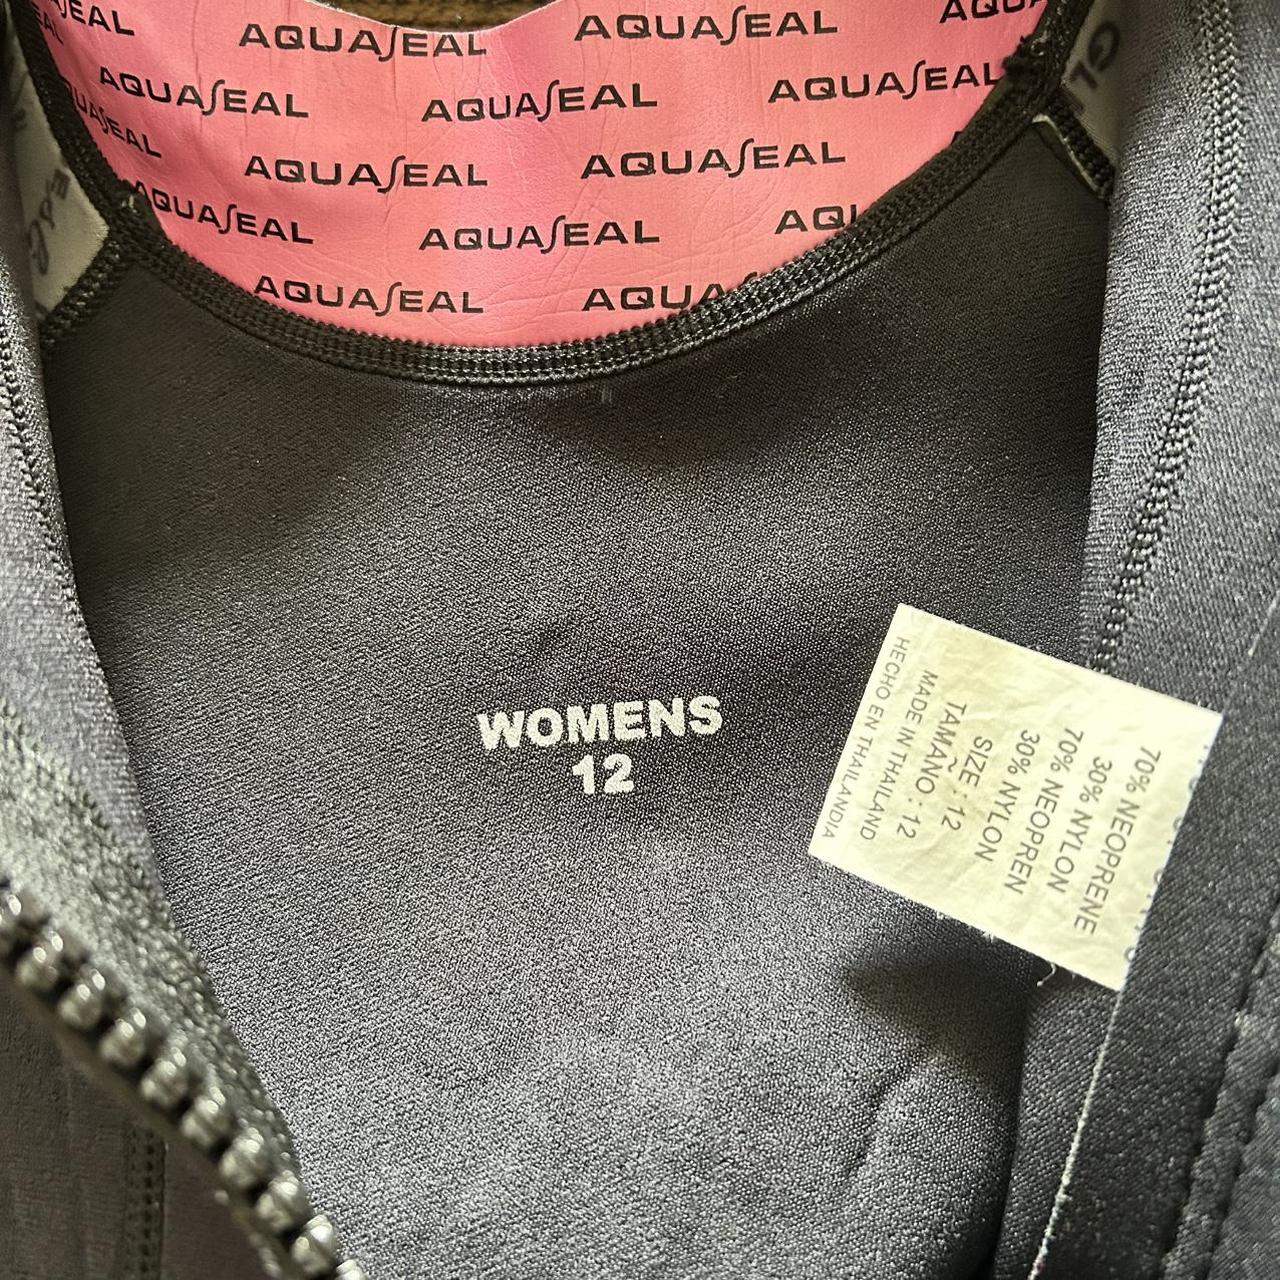 AQUASEAL AQUASEAL
AQUASEAL AQUASEAL AQUASEAL
AQUASEAL AQUASEAL AQUASEAL
AQUASEAL AQUASEAL
AQUASEAL
WOMENS
12
70% NEOPRENE
30% NYLON
70% NEOPREN
30% NYLON
SIZE : 12
TAMAÑO : 12
MADE IN THAILAND
HECHO EN THAILANDIA